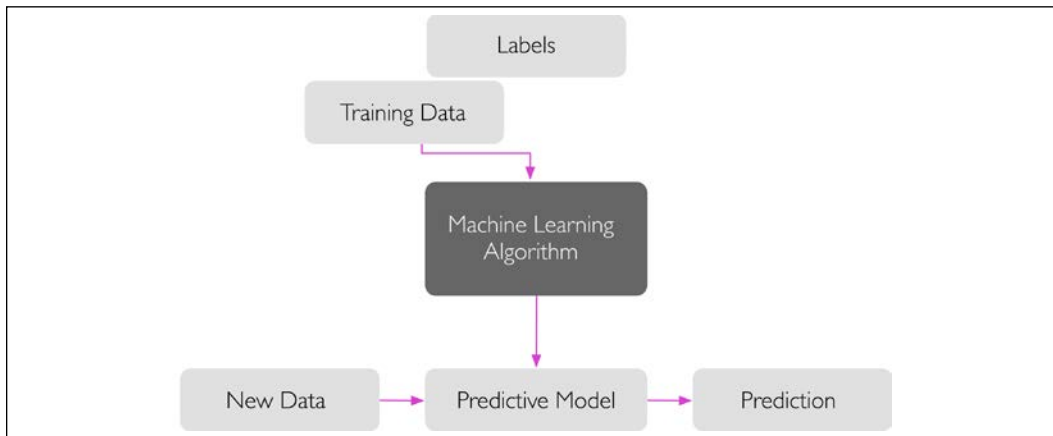 Labels
Training Data
Machine Learning
Algorithm
New Data
Predictive Model
Prediction